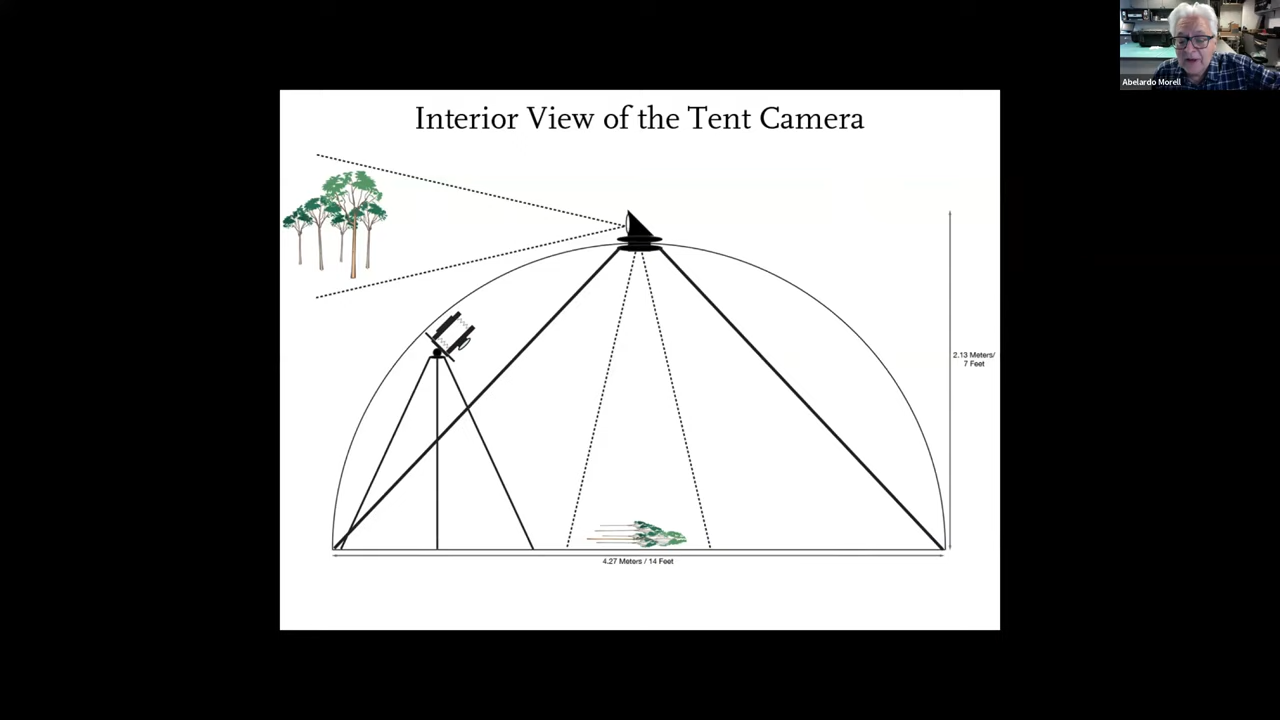 Interior View of the Tent Camera
Abelardo Morell
2.13 Meters/
7 Feet
4.27 Meters / 14 Feet